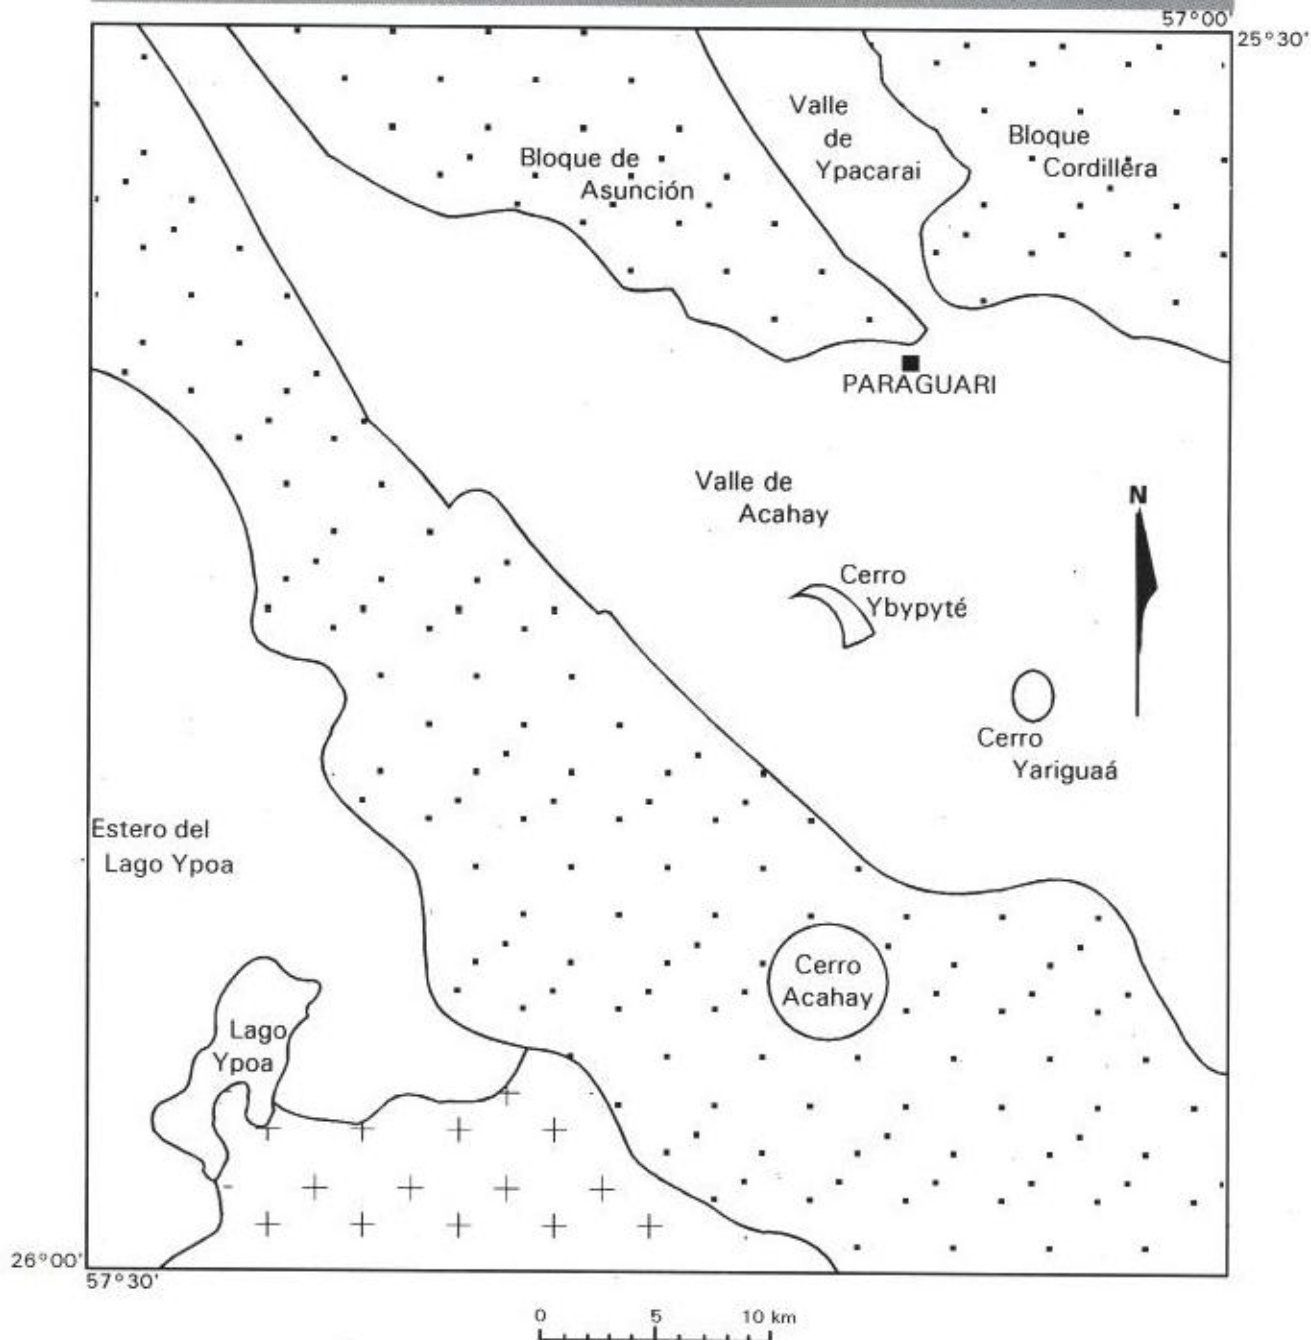 57°00'
25°30'
Valle
de
Ypacarai
Bloque
Cordillera
Bloque de
Asunción
PARAGUARI
Valle de
Acahay
N
Cerro
Ybypyté
Cerro
Yariguaá
Estero del
Lago Ypoa
Cerro
Acahay
Lago
Ypoa
26°00'
57°30'
0 5 10 km